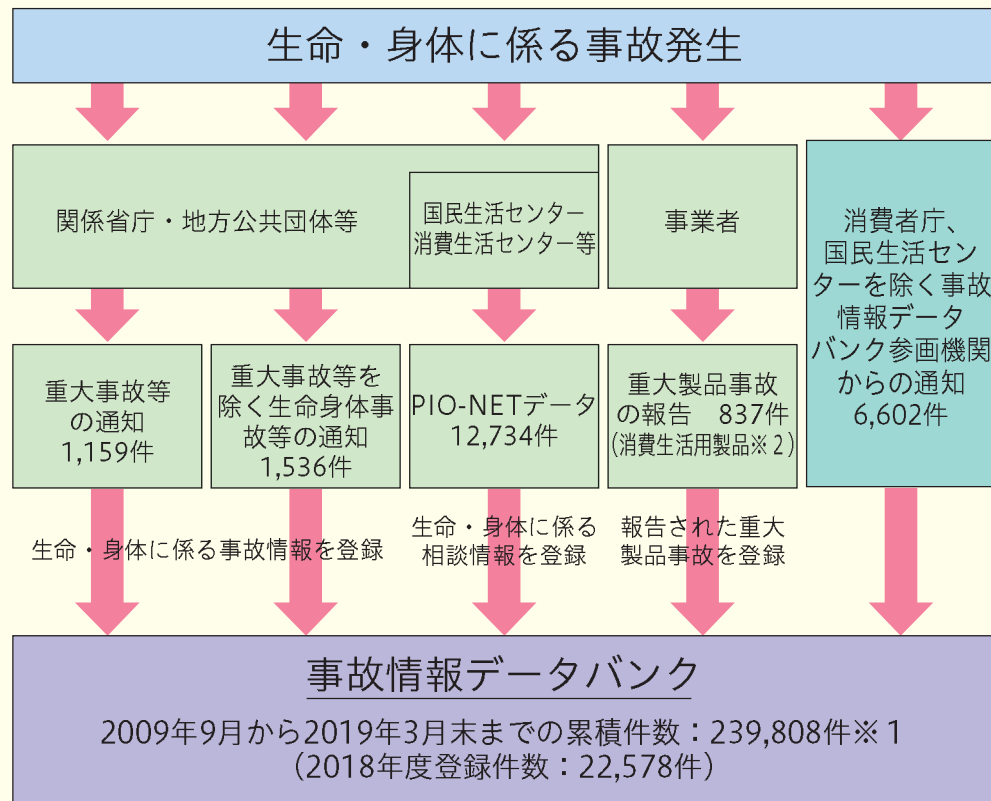 生命・身体に係る事故発生
関係省庁・地方公共団体等
国民生活センター
消費生活センター等
事業者
消費者庁、
国民生活セン
ターを除く事故
情報データ
バンク参画機関
からの通知
6,602件
重大事故等
の通知
1,159件
重大事故等を
除く生命身体事
故等の通知
1,536件
PIO-NETデータ
12,734件
重大製品事故
の報告　837件
(消費生活用製品※2)
生命・身体に係る事故情報を登録
生命・身体に係る
相談情報を登録
報告された重大
製品事故を登録
事故情報データバンク
2009年9月から2019年3月末までの累積件数：239,808件※1
（2018年度登録件数：22,578件）